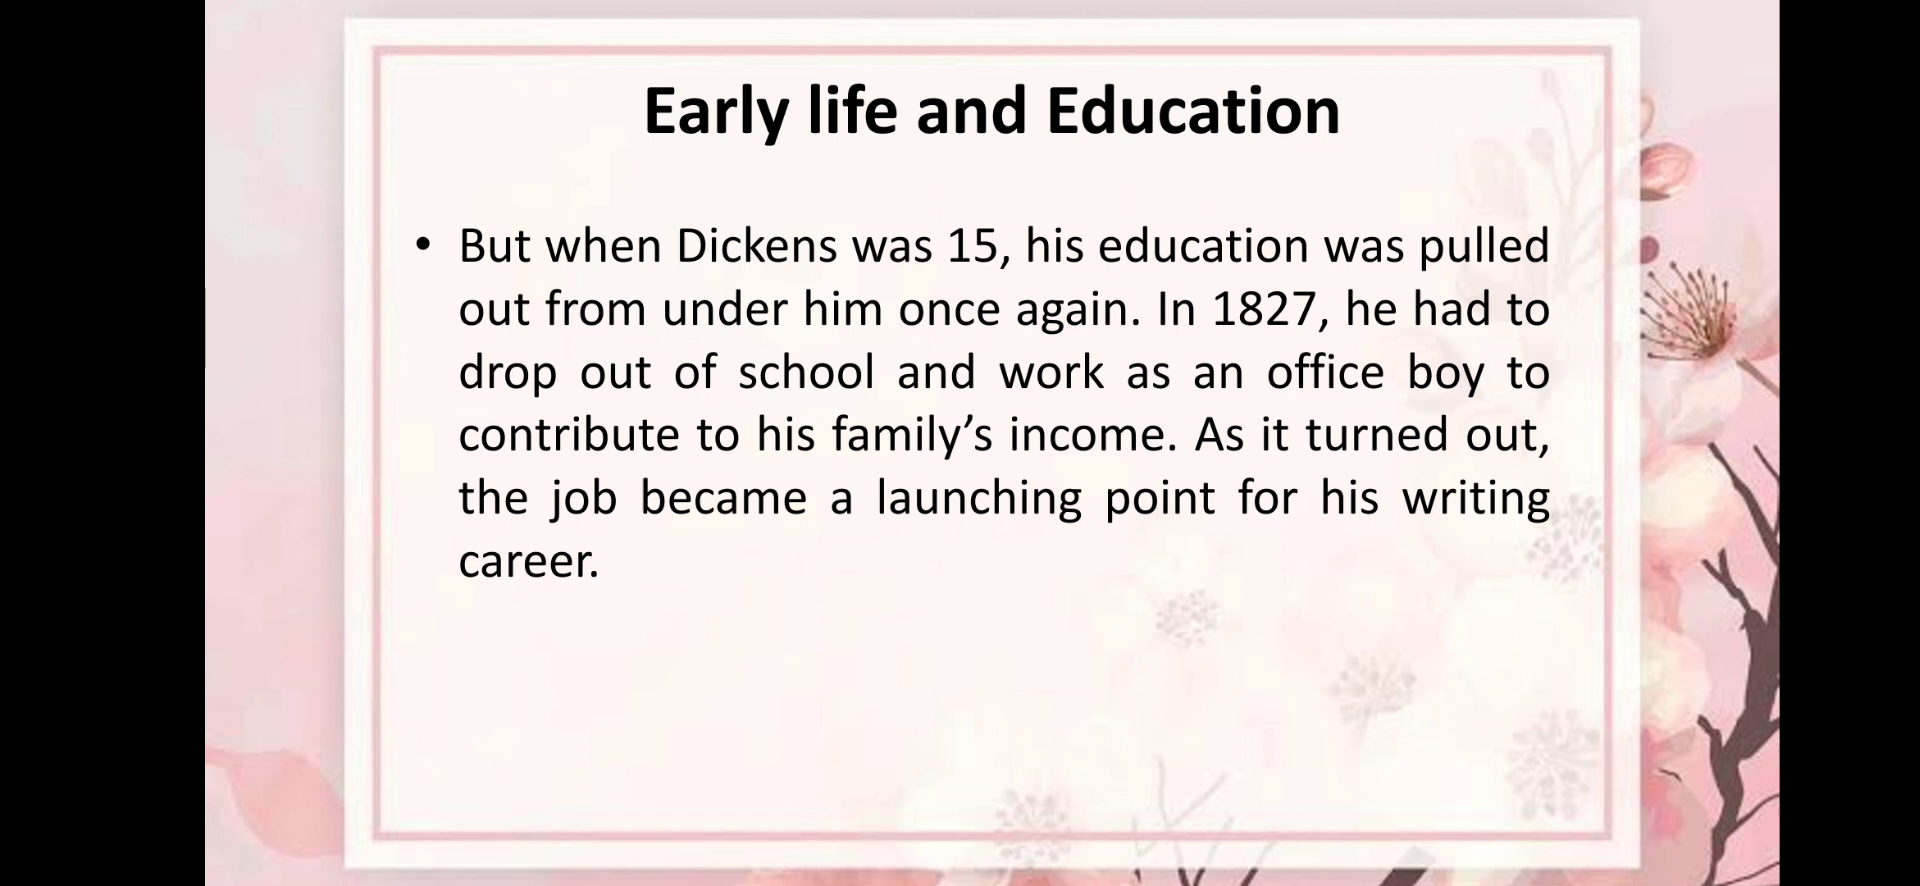 Early life and Education
• But when Dickens was 15, his education was pulled
out from under him once again. In 1827, he had to
drop out of school and work as an office boy to
contribute to his family’s income. As it turned out,
the job became a launching point for his writing
career.